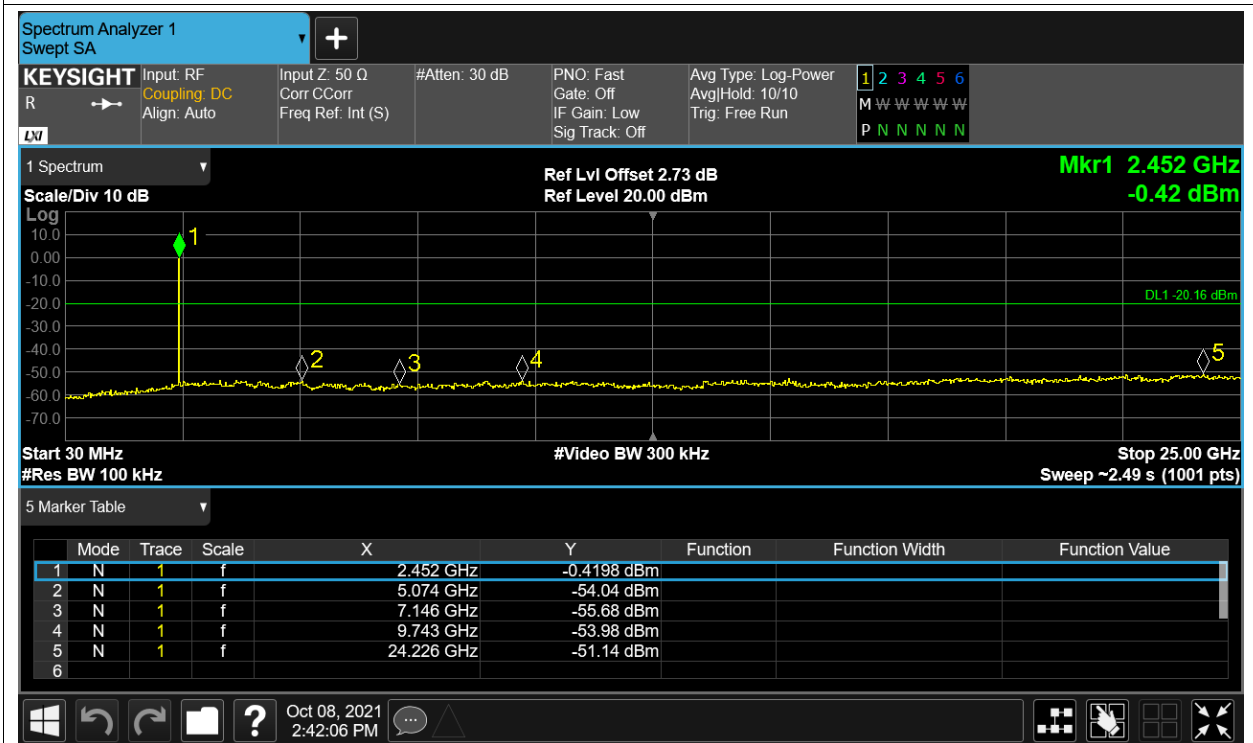 Spectrum Analyzer 1
Swept SA
KEYSIGHT
R
LXI
Input: RF
Coupling: DC
Align: Auto
Input Z: 50 Ω
Corr CCorr
Freq Ref: Int (S)
#Atten: 30 dB
PNO: Fast
Gate: Off
IF Gain: Low
Sig Track: Off
Avg Type: Log-Power
Avg|Hold: 10/10
Trig: Free Run
1 2 3 4 5 6
M W W W W W
P N N N N N
1 Spectrum
Scale/Div 10 dB
Ref Lvl Offset 2.73 dB
Ref Level 20.00 dBm
Mkr1 2.452 GHz
-0.42 dBm
Log
10.0
0.00
-10.0
-20.0
-30.0
-40.0
-50.0
-60.0
-70.0
1
DL1 -20.16 dBm
2
3
4
5
Start 30 MHz
#Video BW 300 kHz
Stop 25.00 GHz
#Res BW 100 kHz
Sweep ~2.49 s (1001 pts)
5 Marker Table
Mode Trace Scale X Y Function Function Width Function Value
1 N 1 f 2.452 GHz -0.4198 dBm
2 N 1 f 5.074 GHz -54.04 dBm
3 N 1 f 7.146 GHz -55.68 dBm
4 N 1 f 9.743 GHz -53.98 dBm
5 N 1 f 24.226 GHz -51.14 dBm
6
?
Oct 08, 2021
2:42:06 PM